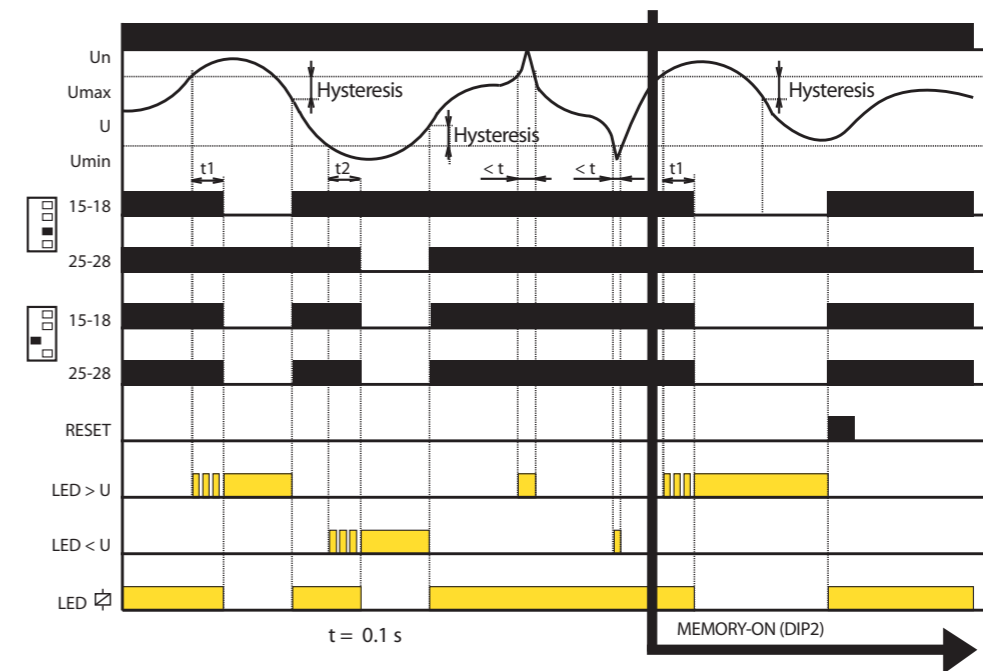 Un
Umax
Hysteresis
Hysteresis
U
Hysteresis
Umin
t1
t2
< t
< t
t1
15-18
25-28
15-18
25-28
RESET
LED > U
LED < U
LED
t = 0.1 s
MEMORY-ON (DIP2)